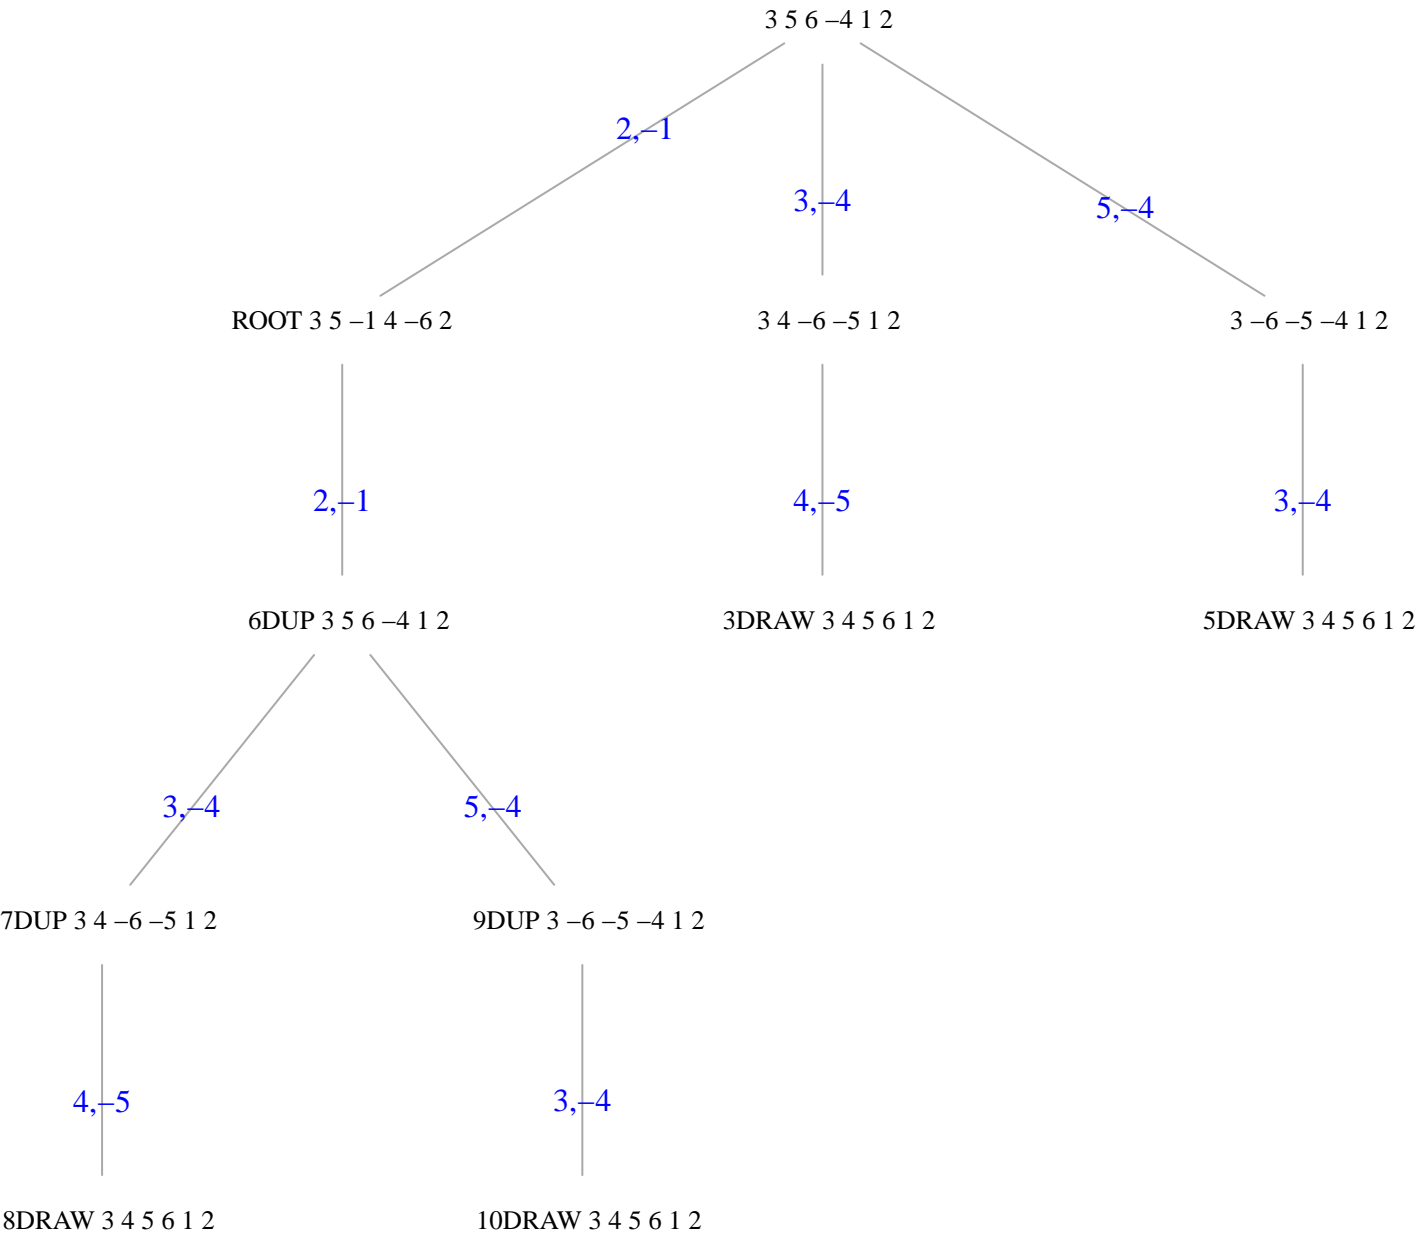 3 5 6 –4 1 2
2,–1
3,–4
5,–4
ROOT 3 5 –1 4 –6 2
3 4 –6 –5 1 2
3 –6 –5 –4 1 2
2,–1
4,–5
3,–4
6DUP 3 5 6 –4 1 2
3DRAW 3 4 5 6 1 2
5DRAW 3 4 5 6 1 2
3,–4
5,–4
7DUP 3 4 –6 –5 1 2
9DUP 3 –6 –5 –4 1 2
4,–5
3,–4
8DRAW 3 4 5 6 1 2
10DRAW 3 4 5 6 1 2